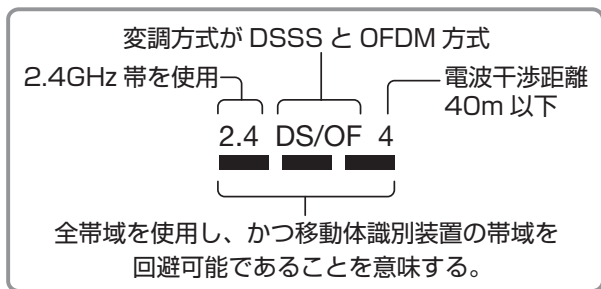 変調方式が DSSS と OFDM 方式
2.4GHz 帯を使用
電波干渉距離
40m 以下
2.4 DS/OF 4
全帯域を使用し、かつ移動体識別装置の帯域を
回避可能であることを意味する。